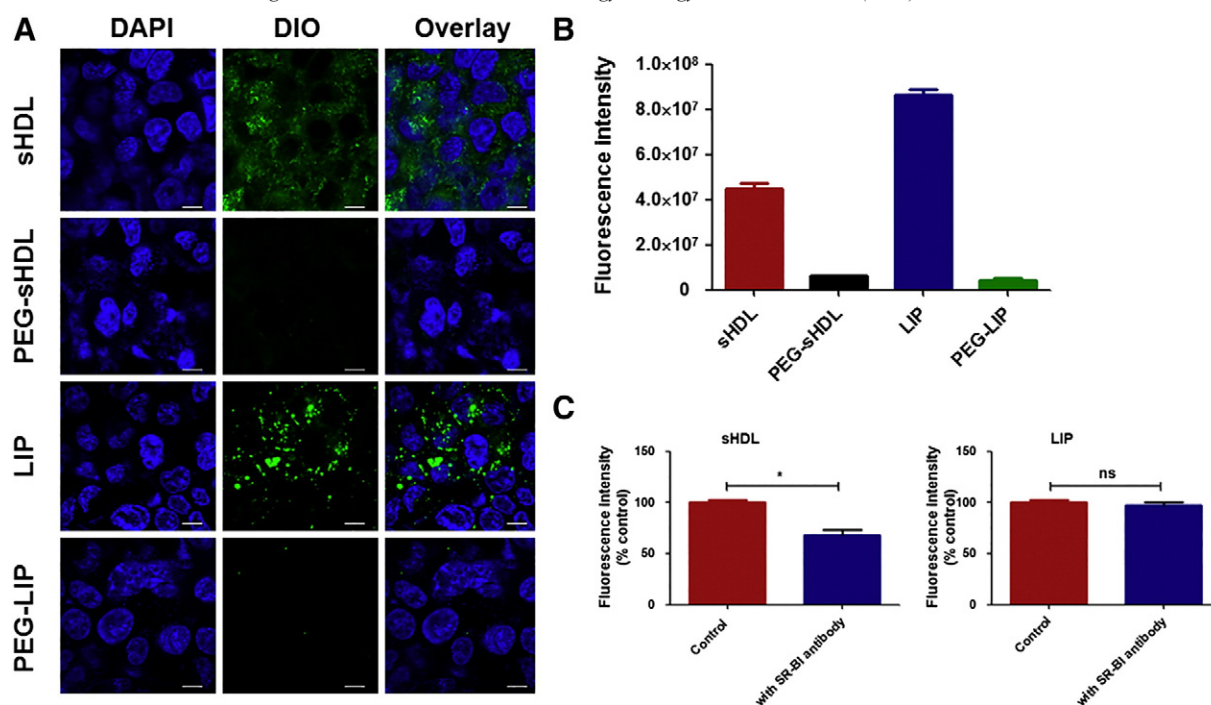 A
DAPI
DIO
Overlay
sHDL
PEG-sHDL
LIP
PEG-LIP
B
Fluorescence Intensity
1.0×10⁸
8.0×10⁷
6.0×10⁷
4.0×10⁷
2.0×10⁷
0
sHDL
PEG-sHDL
LIP
PEG-LIP
C
sHDL
Fluorescence Intensity
(% control)
150
100
50
0
*
Control
with SR-BI antibody
LIP
Fluorescence Intensity
(% control)
150
100
50
0
ns
Control
with SR-BI antibody